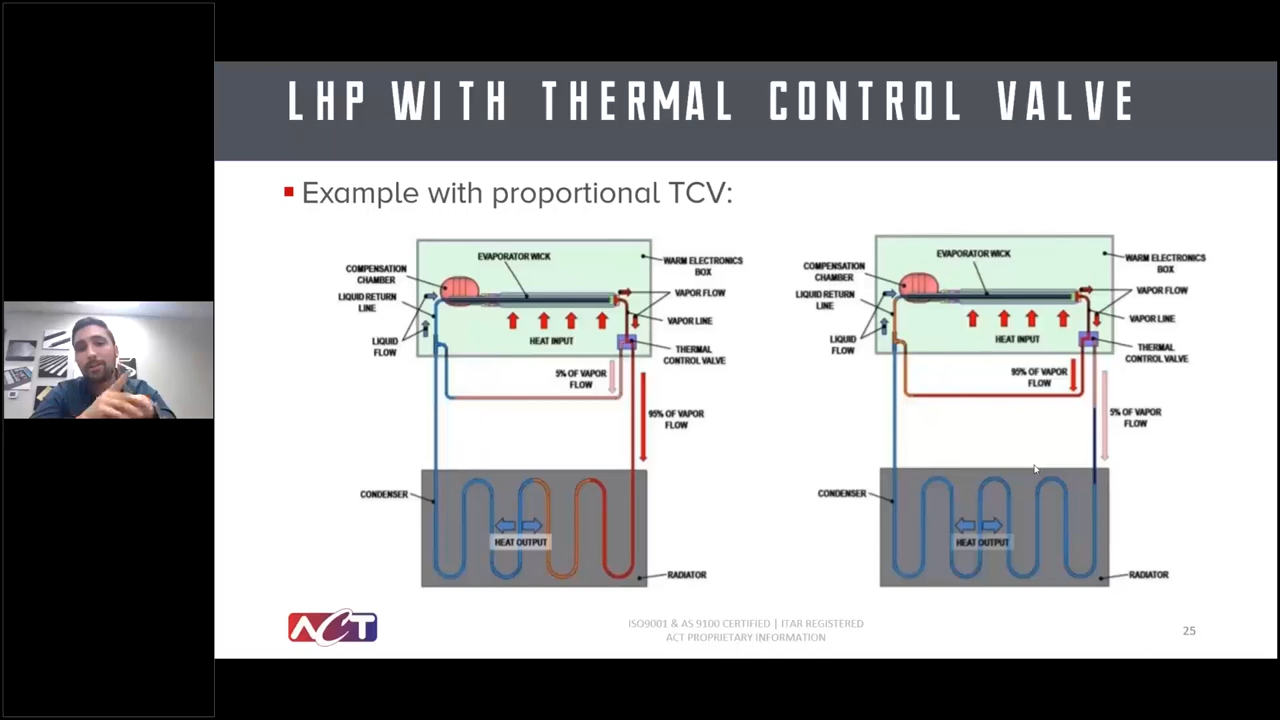 LHP WITH THERMAL CONTROL VALVE
Example with proportional TCV:
EVAPORATOR WICK
COMPENSATION
CHAMBER
WARM ELECTRONICS
BOX
LIQUID RETURN
LINE
VAPOR FLOW
VAPOR LINE
LIQUID
FLOW
HEAT INPUT
THERMAL
CONTROL VALVE
5% OF VAPOR
FLOW
95% OF VAPOR
FLOW
CONDENSER
HEAT OUTPUT
RADIATOR
EVAPORATOR WICK
COMPENSATION
CHAMBER
WARM ELECTRONICS
BOX
LIQUID RETURN
LINE
VAPOR FLOW
VAPOR LINE
LIQUID
FLOW
HEAT INPUT
THERMAL
CONTROL VALVE
95% OF VAPOR
FLOW
5% OF VAPOR
FLOW
CONDENSER
HEAT OUTPUT
RADIATOR
ACT
ISO9001 & AS 9100 CERTIFIED | ITAR REGISTERED
ACT PROPRIETARY INFORMATION
25